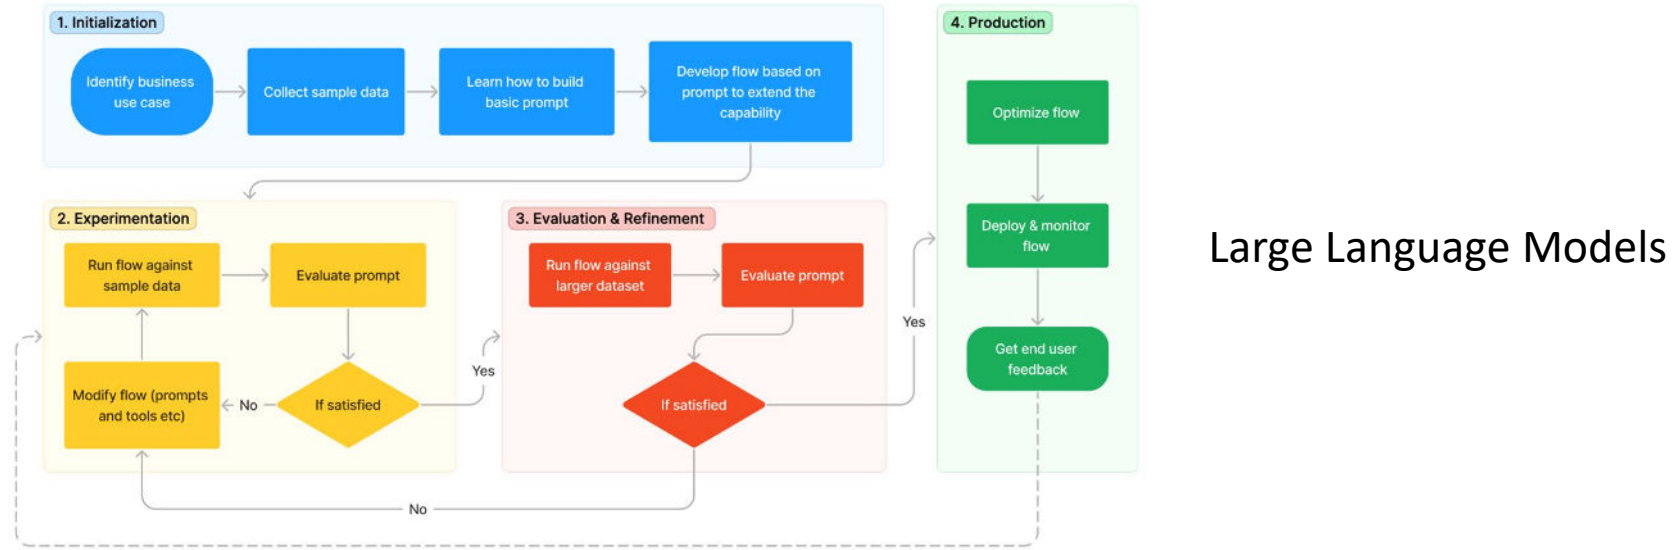 1. Initialization
Identify business
use case
Collect sample data
Learn how to build
basic prompt
Develop flow based on
prompt to extend the
capability
2. Experimentation
Run flow against
sample data
Evaluate prompt
If satisfied
No
Modify flow (prompts
and tools etc)
Yes
3. Evaluation & Refinement
Run flow against
larger dataset
Evaluate prompt
If satisfied
No
Yes
4. Production
Optimize flow
Deploy & monitor
flow
Get end user
feedback
Large Language Models